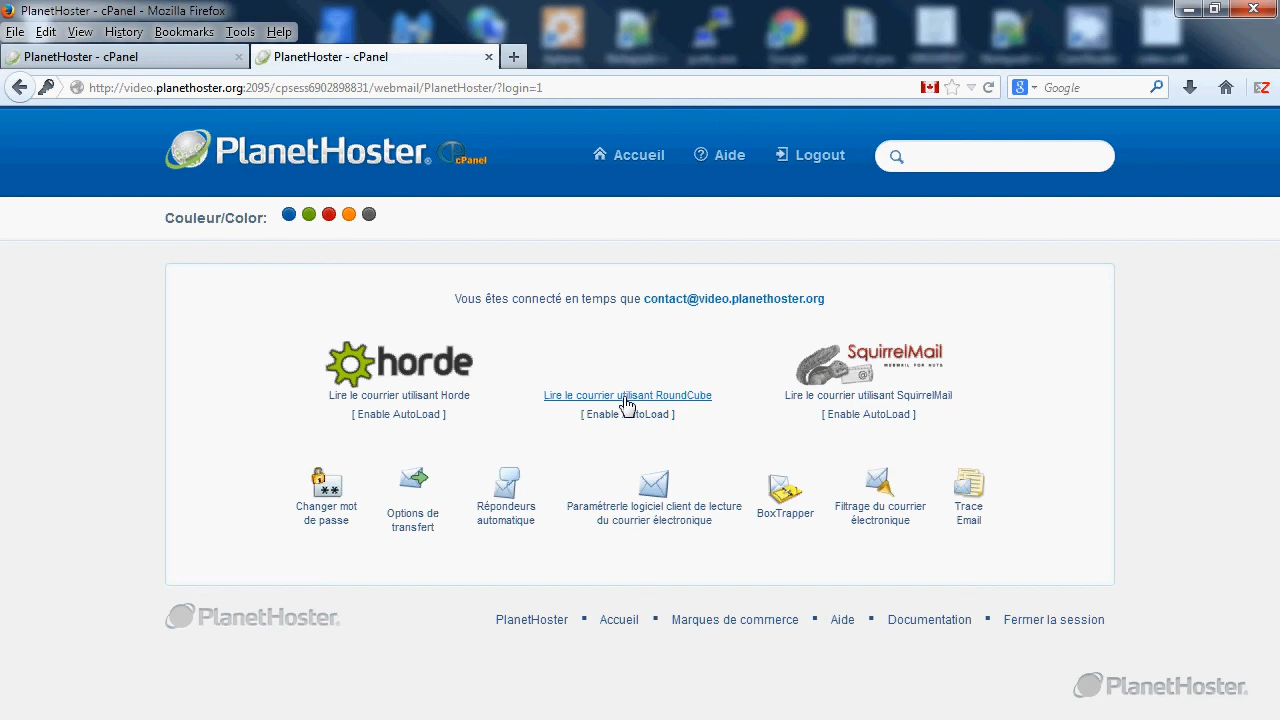 PlanetHoster - cPanel - Mozilla Firefox
File Edit View History Bookmarks Tools Help
PlanetHoster - cPanel
PlanetHoster - cPanel
http://video.planethoster.org:2095/cpsess902898831/webmail/PlanetHoster/?login=1
Google
PlanetHoster. cPanel
Accueil Aide Logout
Couleur/Color:
Vous êtes connecté en temps que contact@video.planethoster.org
horde
SquirrelMail
WEBMAIL FOR NUTS
Lire le courrier utilisant Horde
Lire le courrier utilisant RoundCube
Lire le courrier utilisant SquirrelMail
[ Enable AutoLoad ]
[ Enable AutoLoad ]
[ Enable AutoLoad ]
Changer mot
de passe
Options de
transfert
Répondeurs
automatique
Paramétrerle logiciel client de lecture
du courrier électronique
BoxTrapper
Filtrage du courrier
électronique
Trace
Email
PlanetHoster.
PlanetHoster ▪ Accueil ▪ Marques de commerce ▪ Aide ▪ Documentation ▪ Fermer la session
PlanetHoster.